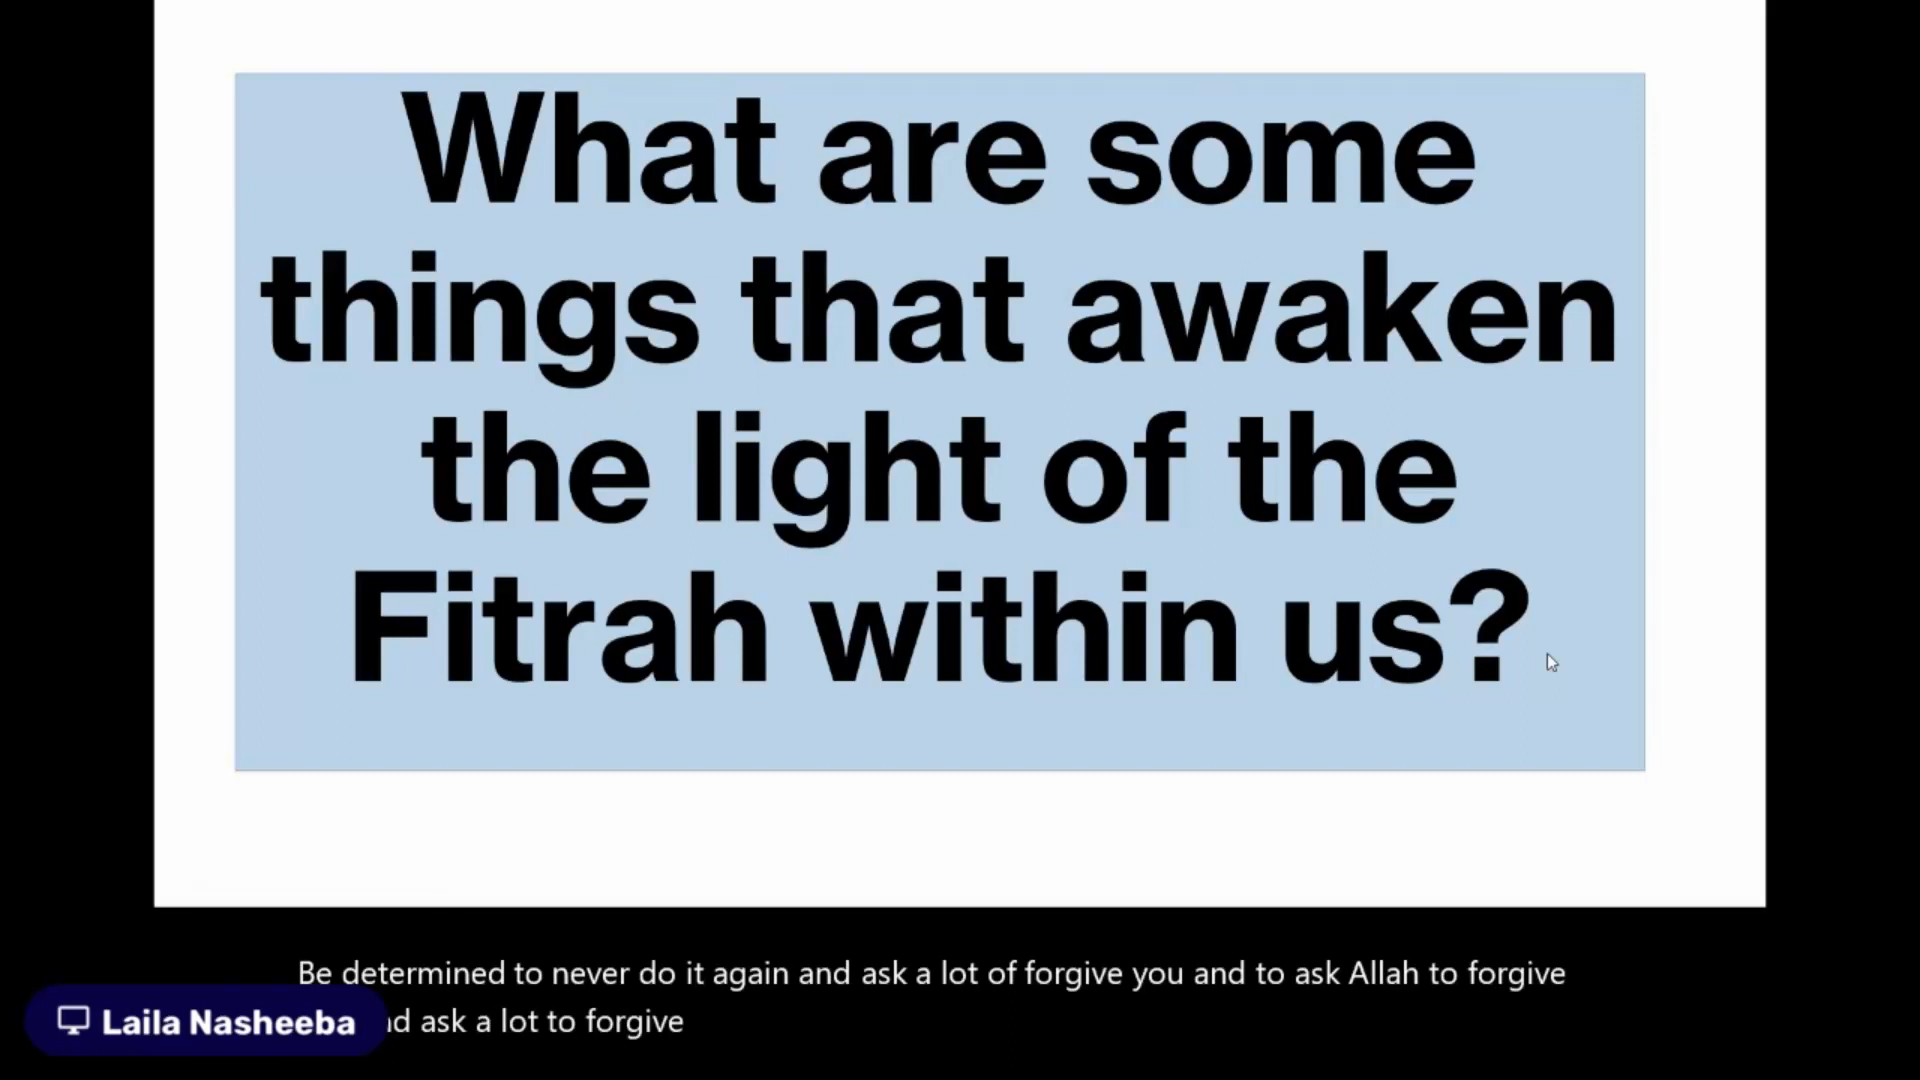 What are some
things that awaken
the light of the
Fitrah within us?
Be determined to never do it again and ask a lot of forgive you and to ask Allah to forgive
ask a lot to forgive
Laila Nasheeba